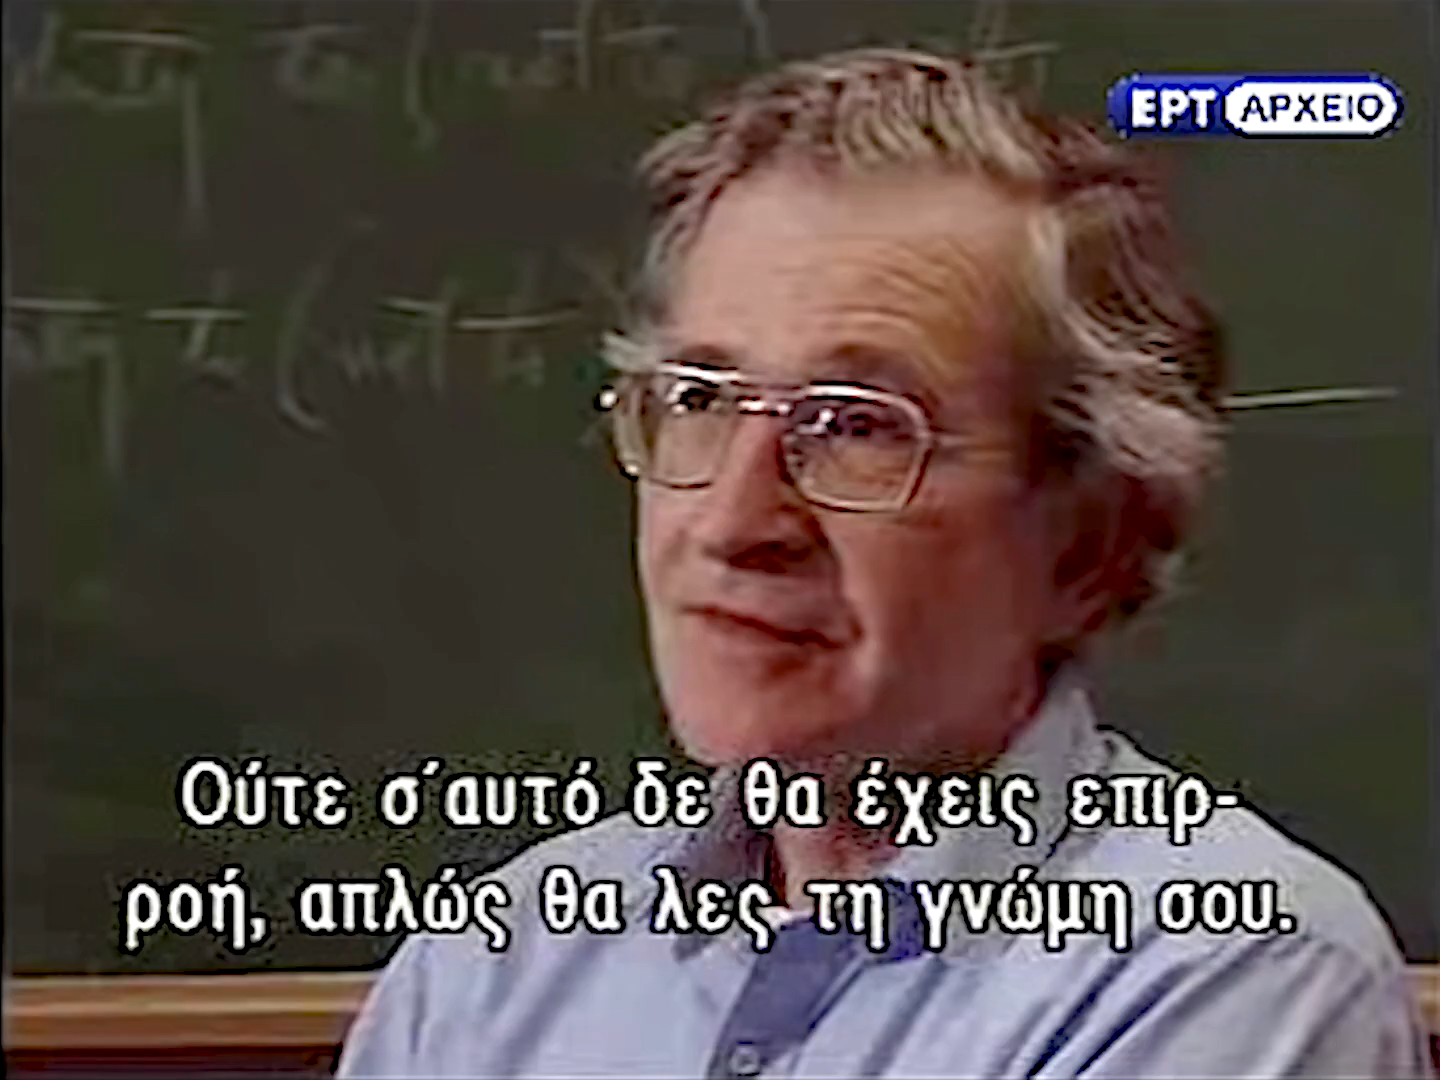 ΕΡΤ ΑΡΧΕΙΟ
Ούτε σ΄αυτό δε θα έχεις επιρ-
ροή, απλώς θα λες τη γνώμη σου.